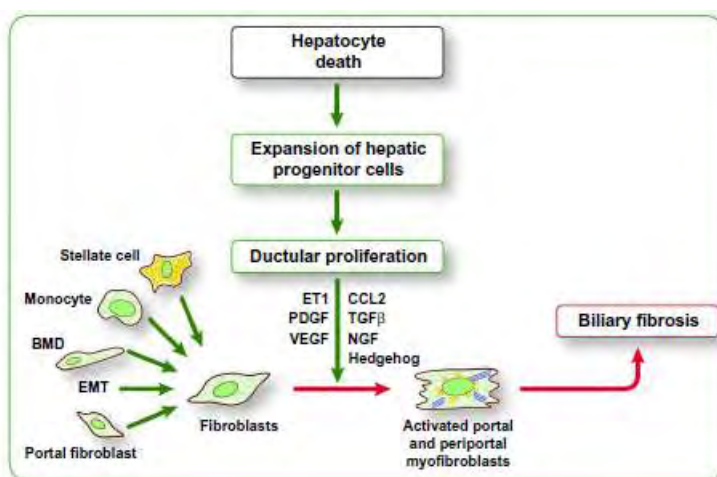 Hepatocyte
death
Expansion of hepatic
progenitor cells
Ductular proliferation
Stellate cell
Monocyte
BMD
EMT
Portal fibroblast
Fibroblasts
ET1 CCL2
PDGF TGFβ
VEGF NGF
Hedgehog
Activated portal
and periportal
myofibroblasts
Biliary fibrosis